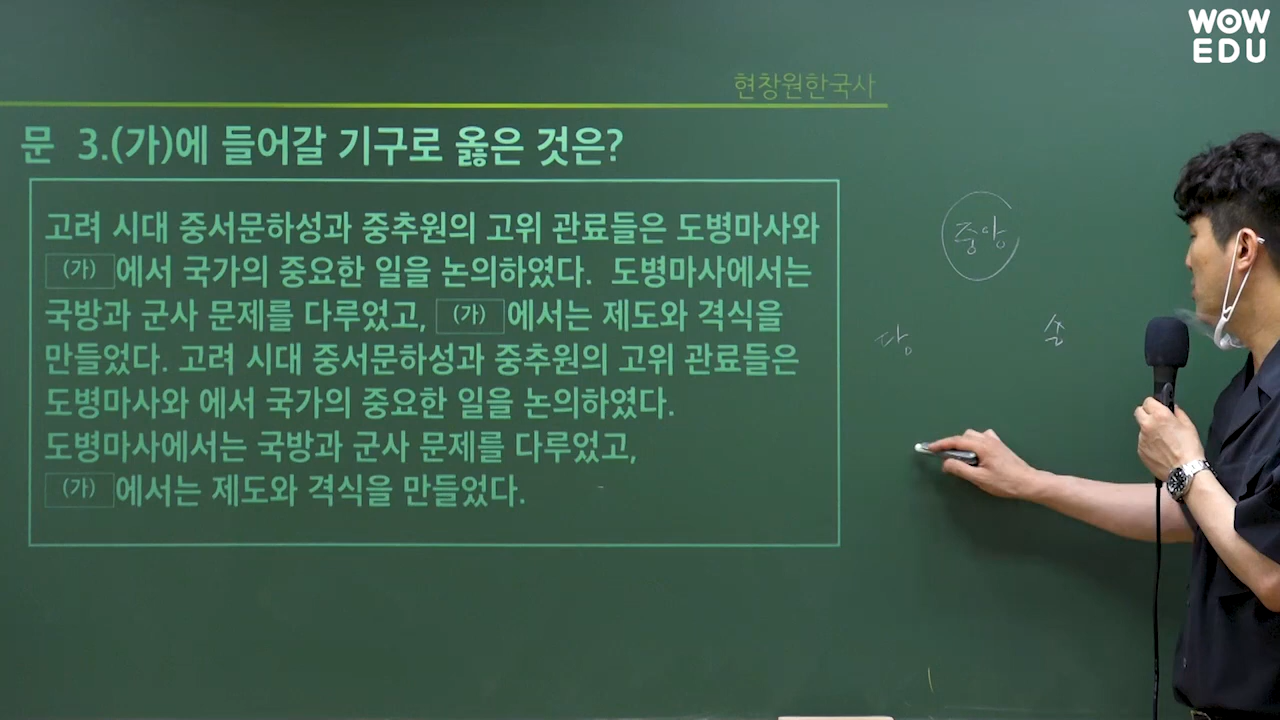 WOW
EDU
현창원한국사
문 3.(가)에 들어갈 기구로 옳은 것은?
고려 시대 중서문하성과 중추원의 고위 관료들은 도병마사와
(가) 에서 국가의 중요한 일을 논의하였다. 도병마사에서는
국방과 군사 문제를 다루었고, (가) 에서는 제도와 격식을
만들었다. 고려 시대 중서문하성과 중추원의 고위 관료들은
도병마사와 에서 국가의 중요한 일을 논의하였다.
도병마사에서는 국방과 군사 문제를 다루었고,
(가) 에서는 제도와 격식을 만들었다.
중앙
당
송